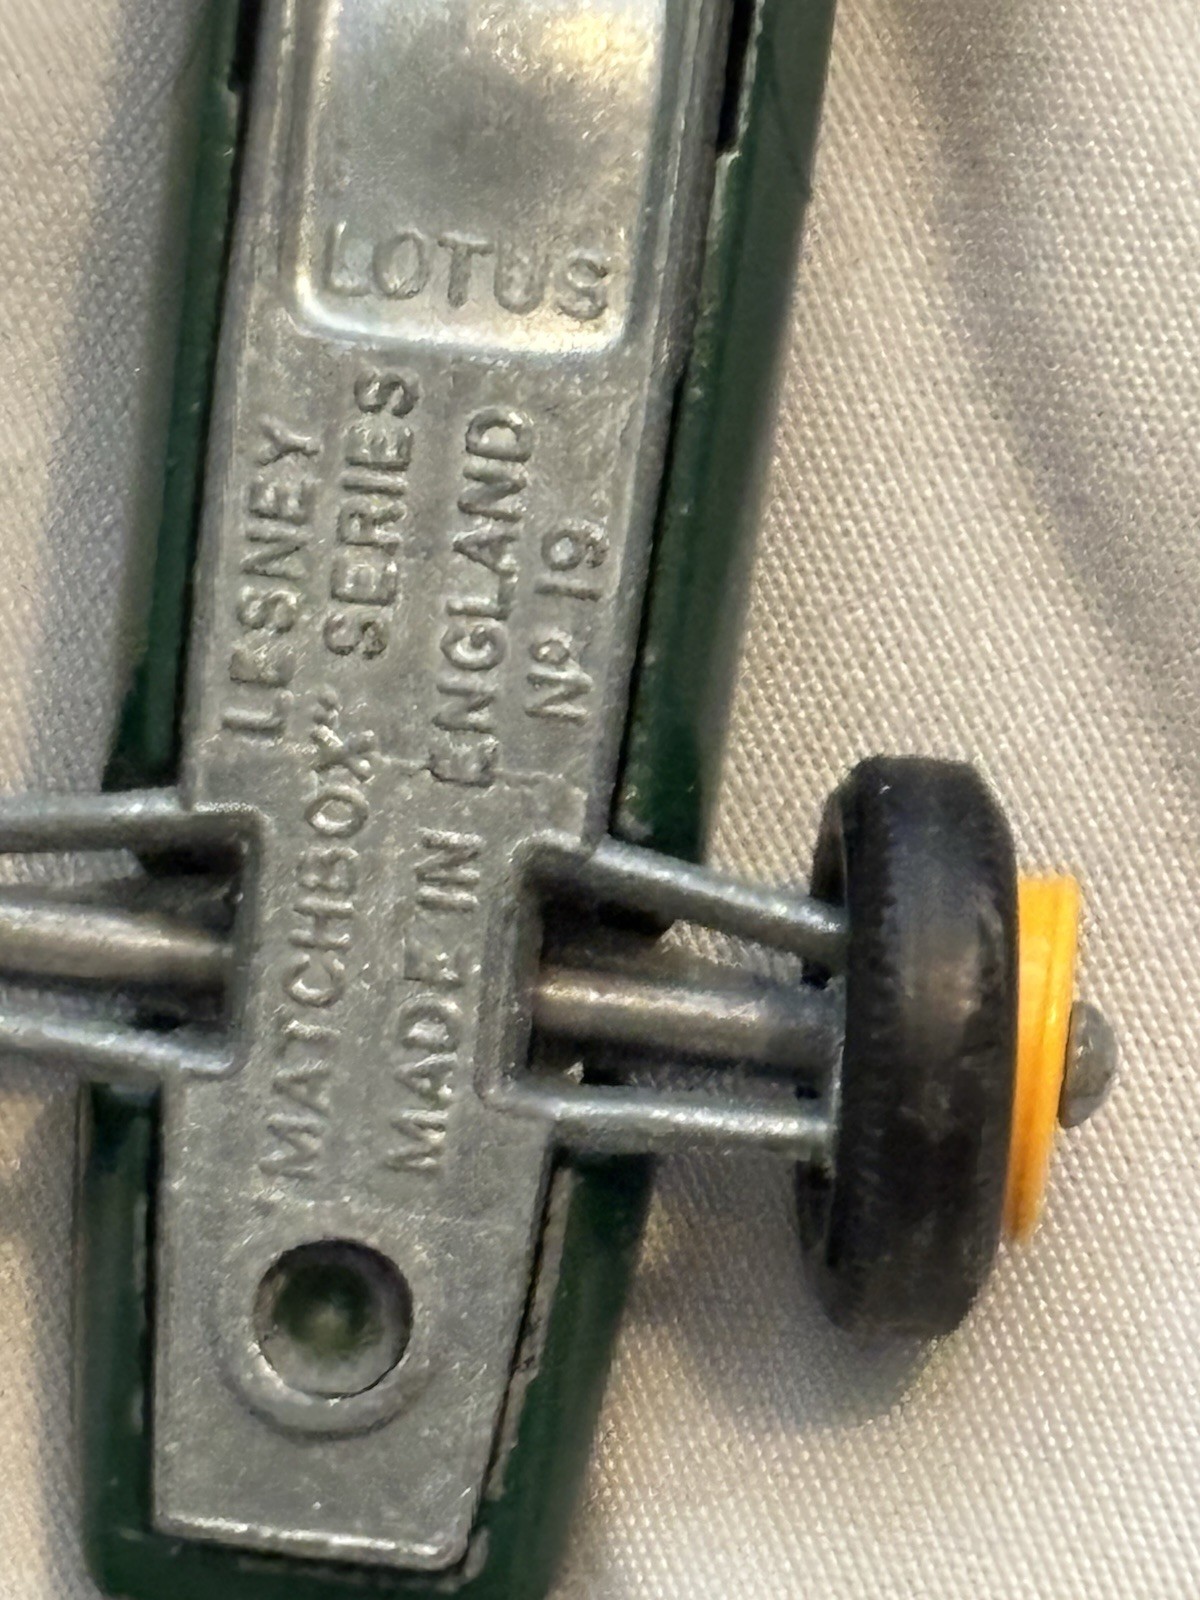 LOTUS
LESNEY
MATCHBOX" SERIES
MADE IN ENGLAND
Nº 19